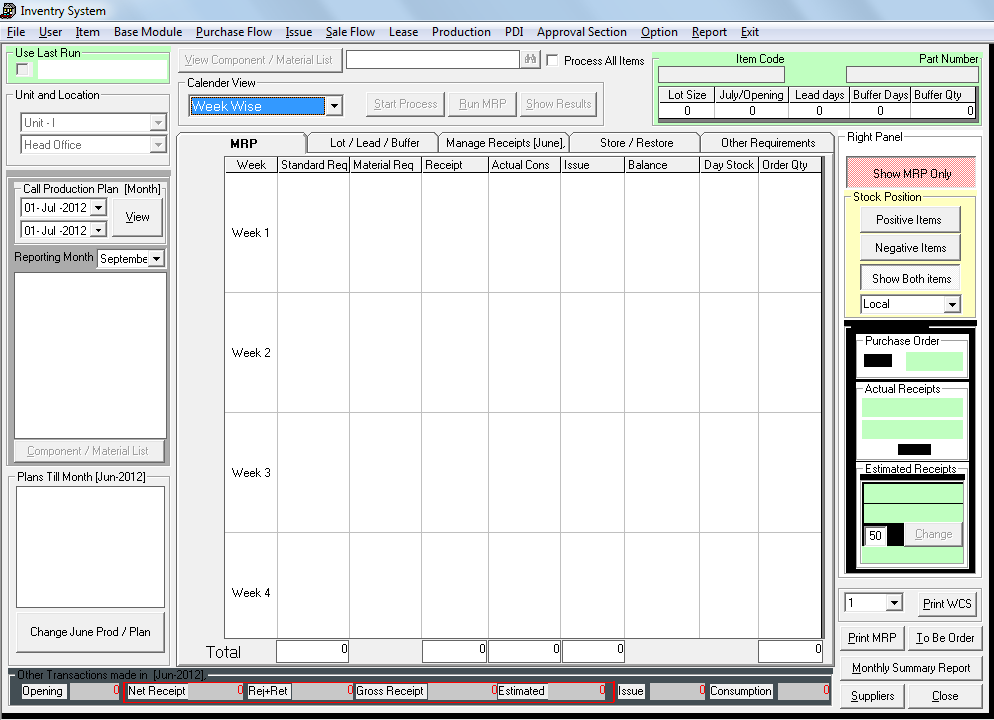 Inventry System
File User Item Base Module Purchase Flow Issue Sale Flow Lease Production PDI Approval Section Option Report Exit
Use Last Run
View Component / Material List
Process All Items
Calender View
Week Wise
Start Process Run MRP Show Results
Item Code Part Number
Lot Size July/Opening Lead days Buffer Days Buffer Qty
0 0 0 0 0
Unit and Location
Unit - I
Head Office
MRP Lot / Lead / Buffer Manage Receipts [June], Store / Restore Other Requirements
Week Standard Req Material Req Receipt Actual Cons Issue Balance Day Stock Order Qty
Week 1
Week 2
Week 3
Week 4
Total 0 0 0 0 0
Call Production Plan [Month]
01- Jul -2012
View
01- Jul -2012
Reporting Month Septembe
Component / Material List
Plans Till Month [Jun-2012]
Change June Prod / Plan
Right Panel
Show MRP Only
Stock Position
Positive Items
Negative Items
Show Both items
Local
Purchase Order
Actual Receipts
Estimated Receipts
50 Change
1 Print WCS
Print MRP To Be Order
Monthly Summary Report
Suppliers Close
Other Transactions made in [Jun-2012],
Opening 0 Net Receipt 0 Rej+Ret 0 Gross Receipt 0 Estimated 0 Issue 0 Consumption 0